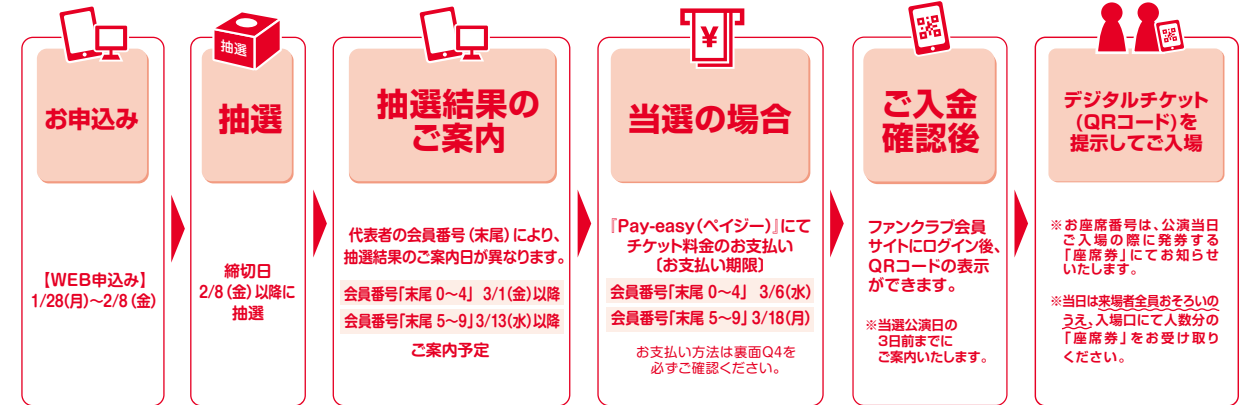 お申込み
【WEB申込み】
1/28(月)〜2/8(金)
抽選
抽選
締切日
2/8(金)以降に
抽選
抽選結果の
ご案内
代表者の会員番号(末尾)により、
抽選結果のご案内日が異なります。
会員番号「末尾 0〜4」 3/1(金)以降
会員番号「末尾 5〜9」3/13(水)以降
ご案内予定
¥
当選の場合
『Pay-easy(ペイジー)』にて
チケット料金のお支払い
〔お支払い期限〕
会員番号「末尾 0〜4」 3/6(水)
会員番号「末尾 5〜9」 3/18(月)
お支払い方法は裏面Q4を
必ずご確認ください。
ご入金
確認後
ファンクラブ会員
サイトにログイン後、
QRコードの表示
ができます。
※当選公演日の
3日前までに
ご案内いたします。
デジタルチケット
(QRコード)を
提示してご入場
※お座席番号は、公演当日
ご入場の際に発券する
「座席券」にてお知らせ
いたします。
※当日は来場者全員おそろいの
うえ、入場口にて人数分の
「座席券」をお受け取り
ください。